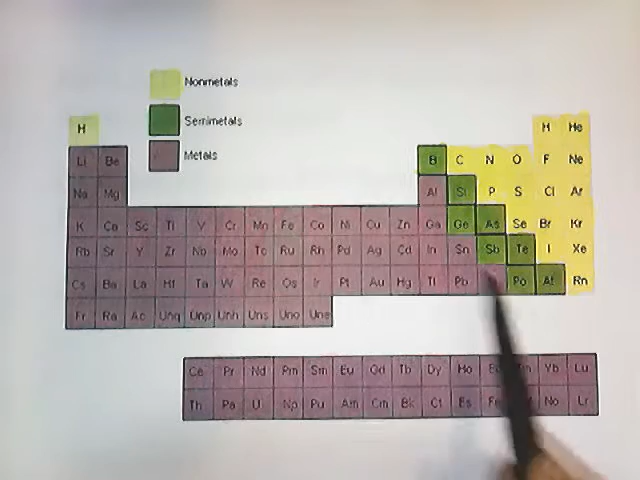 Nonmetals
Semimetals
Metals
H H He
Li Be B C N O F Ne
Na Mg Al Si P S Cl Ar
K Ca Sc Ti V Cr Mn Fe Co Ni Cu Zn Ga Ge As Se Br Kr
Rb Sr Y Zr Nb Mo Tc Ru Rh Pd Ag Cd In Sn Sb Te I Xe
Cs Ba La Hf Ta W Re Os Ir Pt Au Hg Tl Pb Po At Rn
Fr Ra Ac Unq Unp Unh Uns Uno Une
Ce Pr Nd Pm Sm Eu Gd Tb Dy Ho Yb Lu
Th Pa U Np Pu Am Cm Bk Cf Es No Lr